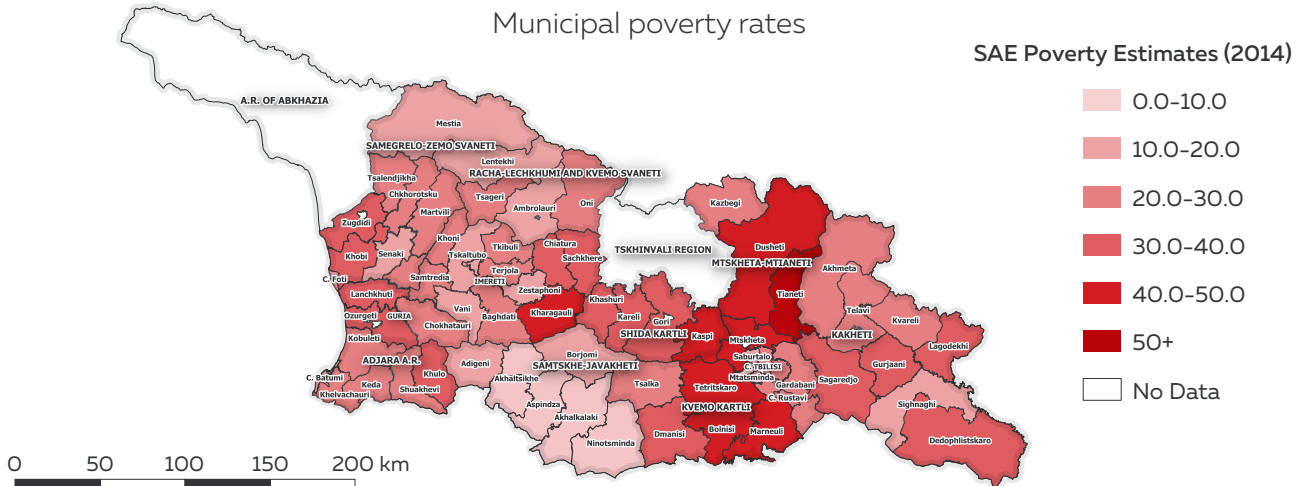 Municipal poverty rates
SAE Poverty Estimates (2014)
0.0–10.0
10.0–20.0
20.0–30.0
30.0–40.0
40.0–50.0
50+
No Data
A.R. OF ABKHAZIA
Mestia
SAMEGRELO-ZEMO SVANETI
Lentekhi
RACHA-LECHKHUMI AND KVEMO SVANETI
Tsalendjikha
Chkhorotsku
Tsageri
Oni
Kazbegi
Martvili
Ambrolauri
Zugdidi
Khoni
Tkibuli
Chiatura
TSKHINVALI REGION
Dusheti
Khobi
Senaki
Tskaltubo
Sachkhere
MTSKHETA-MTIANETI
Akhmeta
C. Foti
Samtredia
Terjola
IMERETI
Zestaphoni
Tianeti
Lanchkhuti
Vani
Kharagauli
Khashuri
Kareli
Gori
Telavi
Ozurgeti
GURIA
Chokhatauri
Baghdati
SHIDA KARTLI
Kaspi
KAKHETI
Kvareli
Kobuleti
Mtskheta
Lagodekhi
ADJARA A.R.
Adigeni
Borjomi
Saburtalo
C. TBILISI
Gurjaani
C. Batumi
Keda
Khulo
SAMTSKHE-JAVAKHETI
Mtatsminda
Khelvachauri
Shuakhevi
Akhaltsikhe
Tsalka
Tetritskaro
Gardabani
Sagaredjo
C. Rustavi
Aspindza
KVEMO KARTLI
Sighnaghi
Akhalkalaki
Dmanisi
Bolnisi
Marneuli
Ninotsminda
Dedophlistskaro
0 50 100 150 200 km